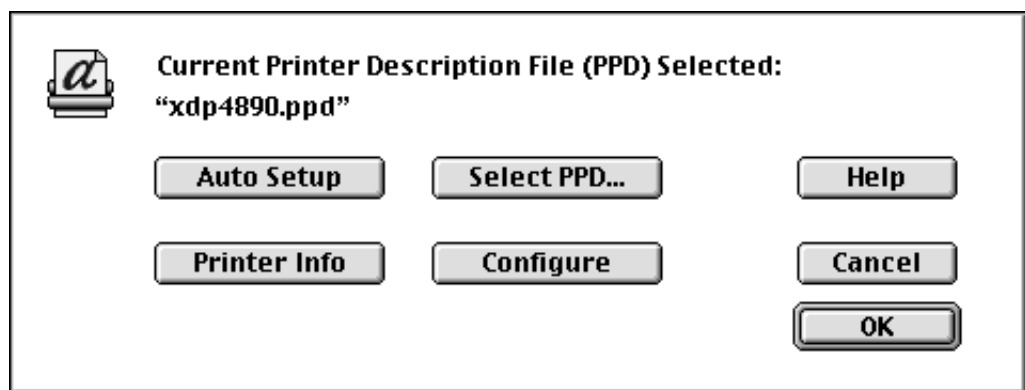 a
Current Printer Description File (PPD) Selected:
“xdp4890.ppd”
Auto Setup
Select PPD...
Help
Printer Info
Configure
Cancel
OK